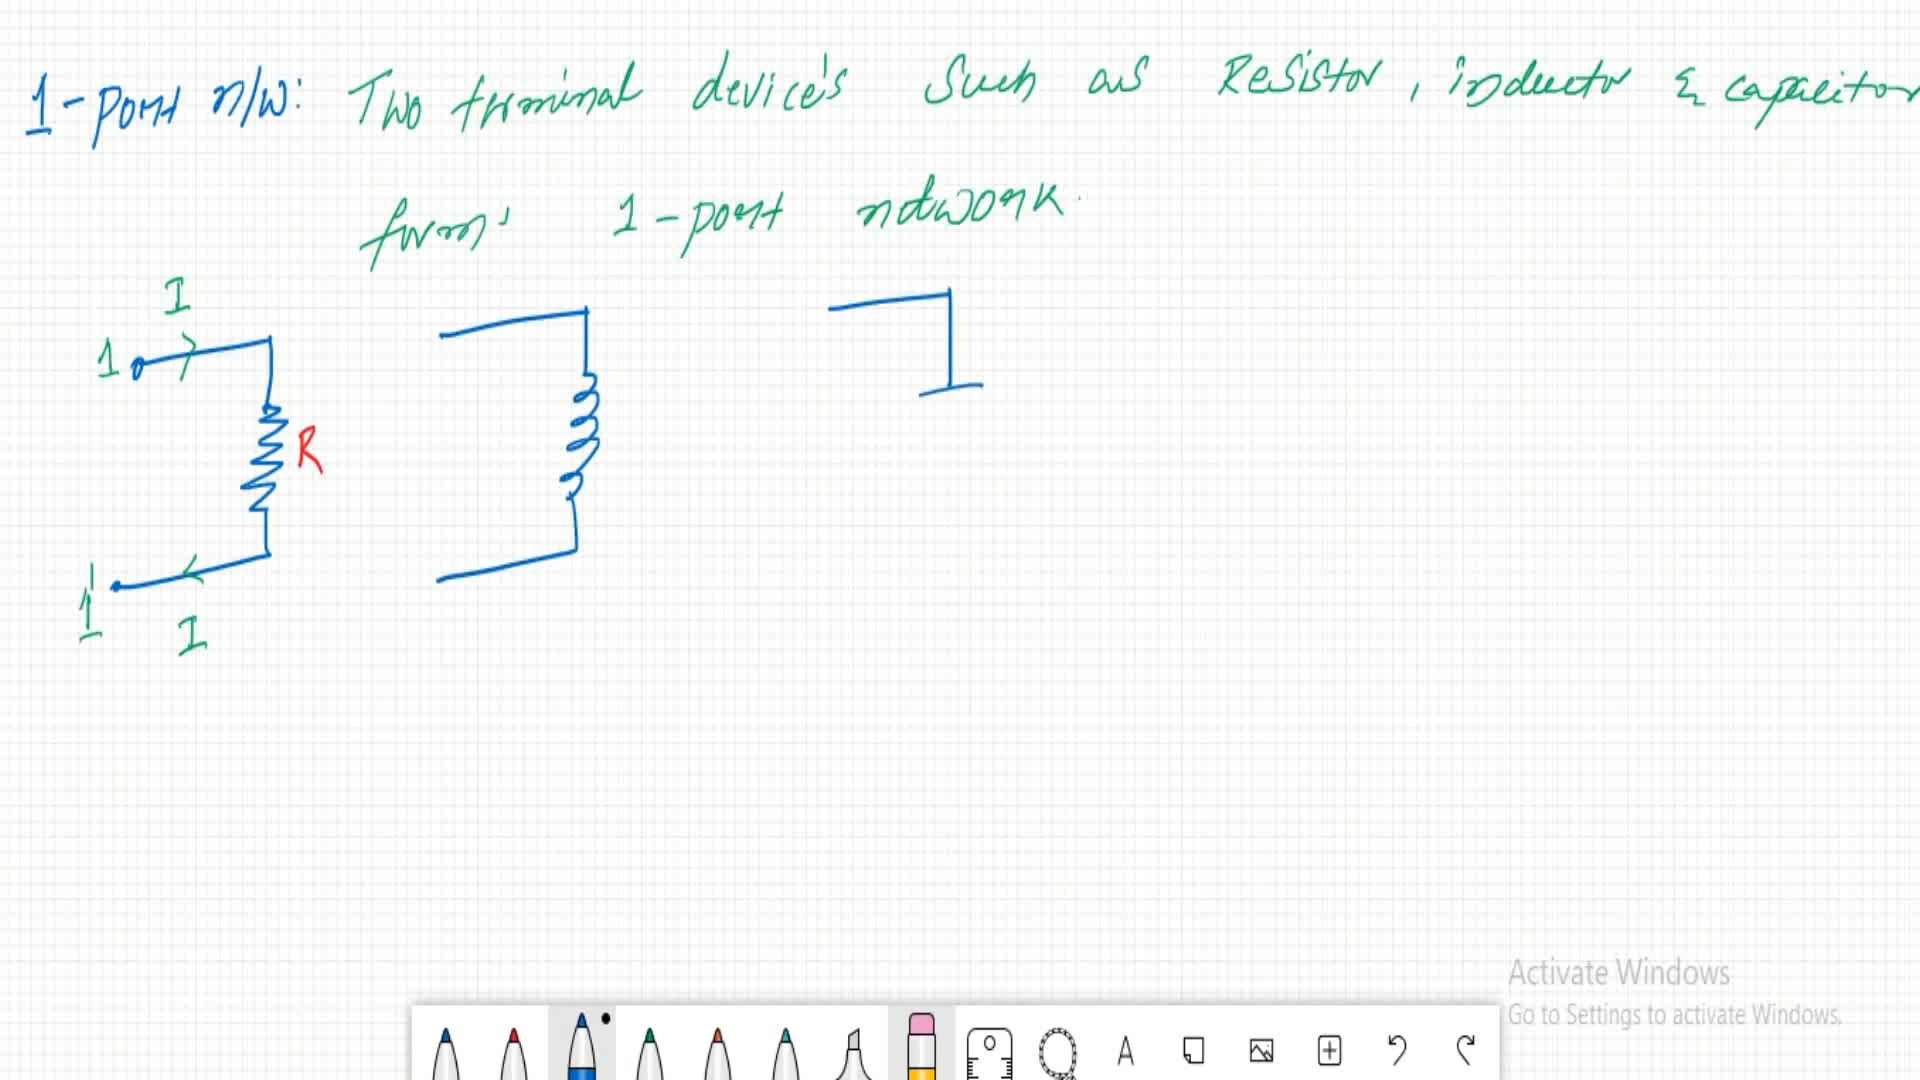 1-port n/w: Two terminal device's such as Resistor, inductor & capacitor
form's 1-port network.
I
1
R
1'
I
Activate Windows
Go to Settings to activate Windows.